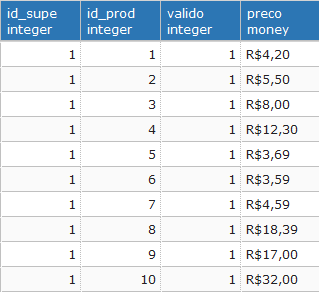 id_supe id_prod valido preco
integer integer integer money
1 1 1 R$4,20
1 2 1 R$5,50
1 3 1 R$8,00
1 4 1 R$12,30
1 5 1 R$3,69
1 6 1 R$3,59
1 7 1 R$4,59
1 8 1 R$18,39
1 9 1 R$17,00
1 10 1 R$32,00